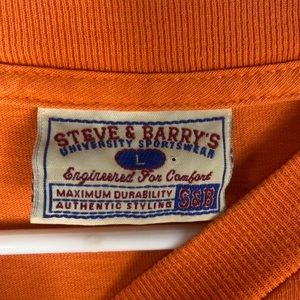 STEVE & BARRY'S
UNIVERSITY SPORTSWEAR
L
Engineered For Comfort
MAXIMUM DURABILITY
AUTHENTIC STYLING
S&B